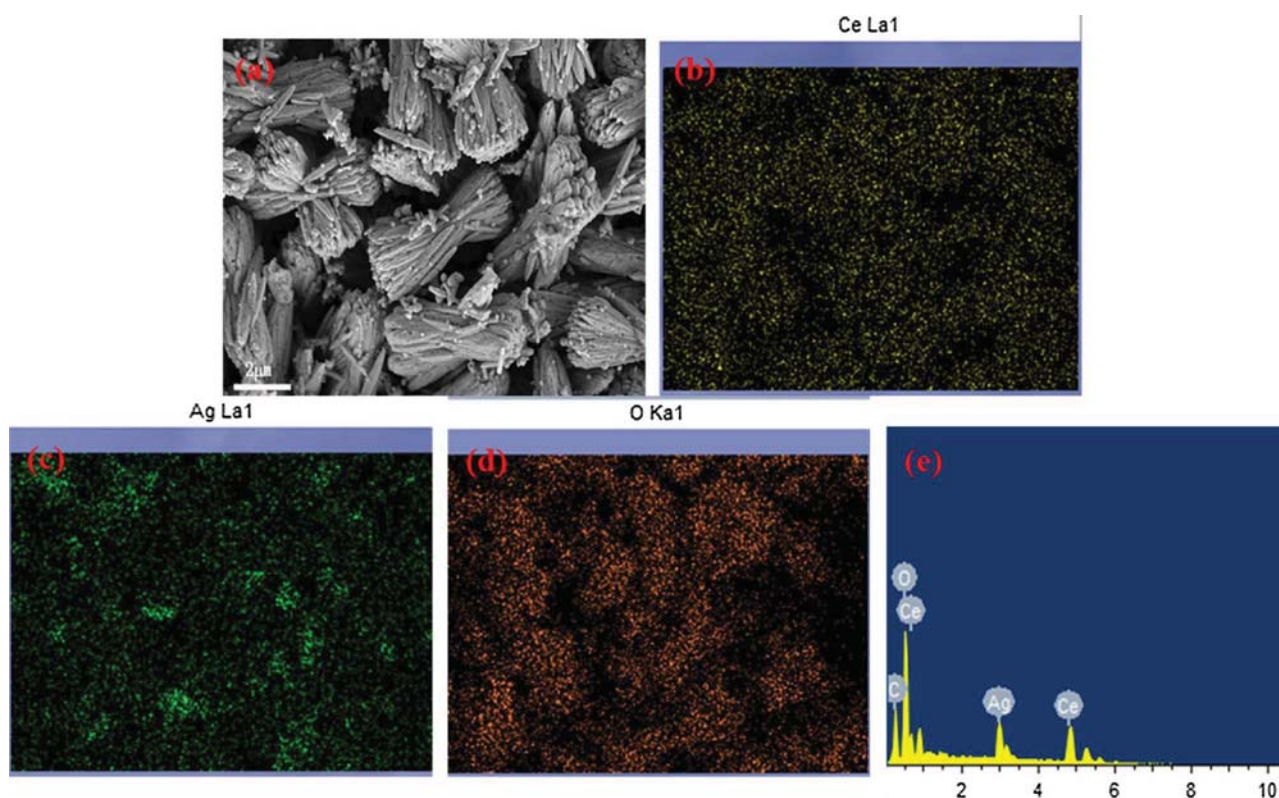 Ce La1
(a)
(b)
2μm
Ag La1
O Ka1
(c)
(d)
(e)
O
Ce
C
Ag
Ce
2 4 6 8 10